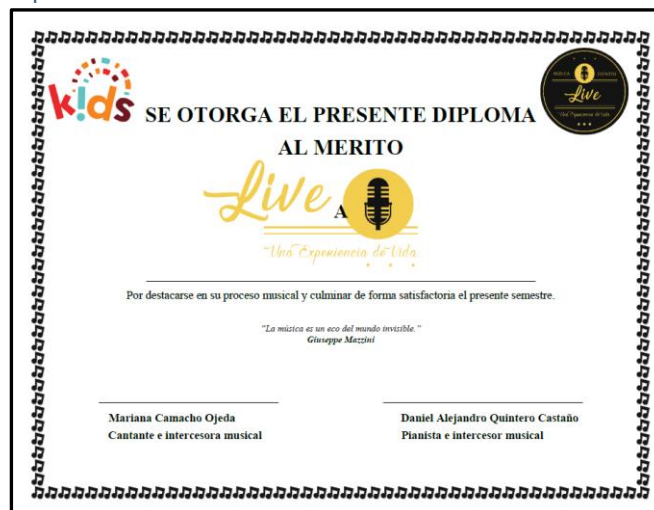 kids
MÚSICA EVENTOS
Live
Una Experiencia de Vida
SE OTORGA EL PRESENTE DIPLOMA
AL MERITO
Live
A
Una Experiencia de Vida
Por destacarse en su proceso musical y culminar de forma satisfactoria el presente semestre.
"La música es un eco del mundo invisible."
Giuseppe Mazzini
Mariana Camacho Ojeda
Cantante e intercesora musical
Daniel Alejandro Quintero Castaño
Pianista e intercesor musical